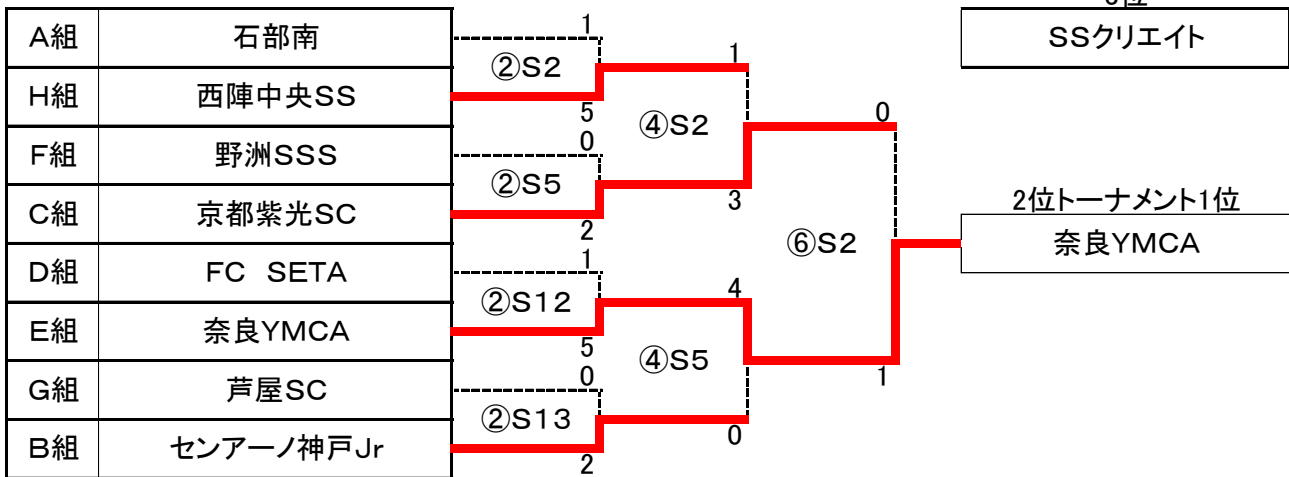 3位
SSクリエイト
A組 石部南 1
②S2 1
H組 西陣中央SS 5
④S2 0
F組 野洲SSS 0
②S5 3
C組 京都紫光SC 2
⑥S2
2位トーナメント1位
奈良YMCA
D組 FC SETA 1
②S12 4
E組 奈良YMCA 5
④S5 1
G組 芦屋SC 0
②S13 0
B組 センアーノ神戸Jr 2